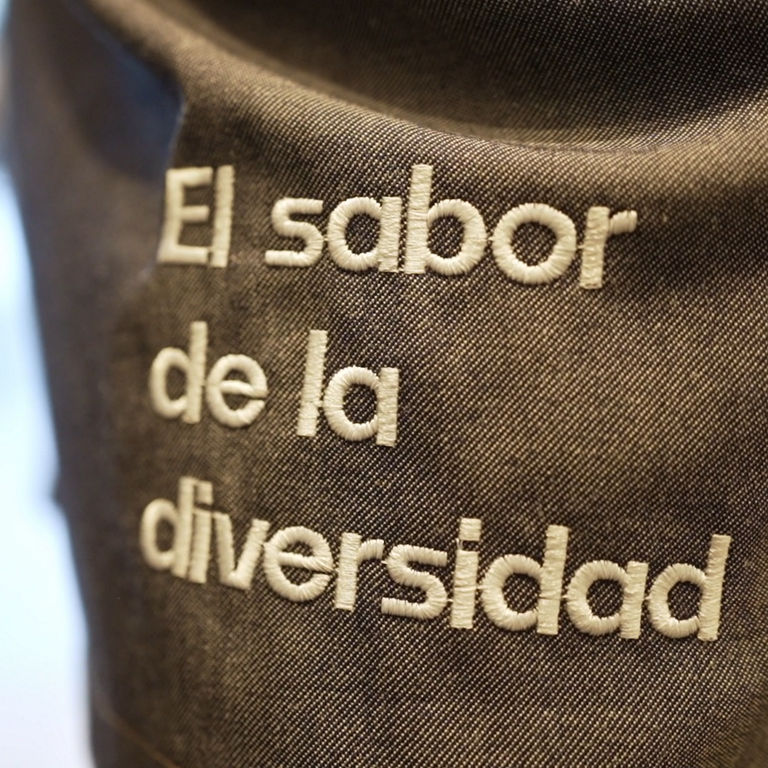 El sabor
de la
diversidad